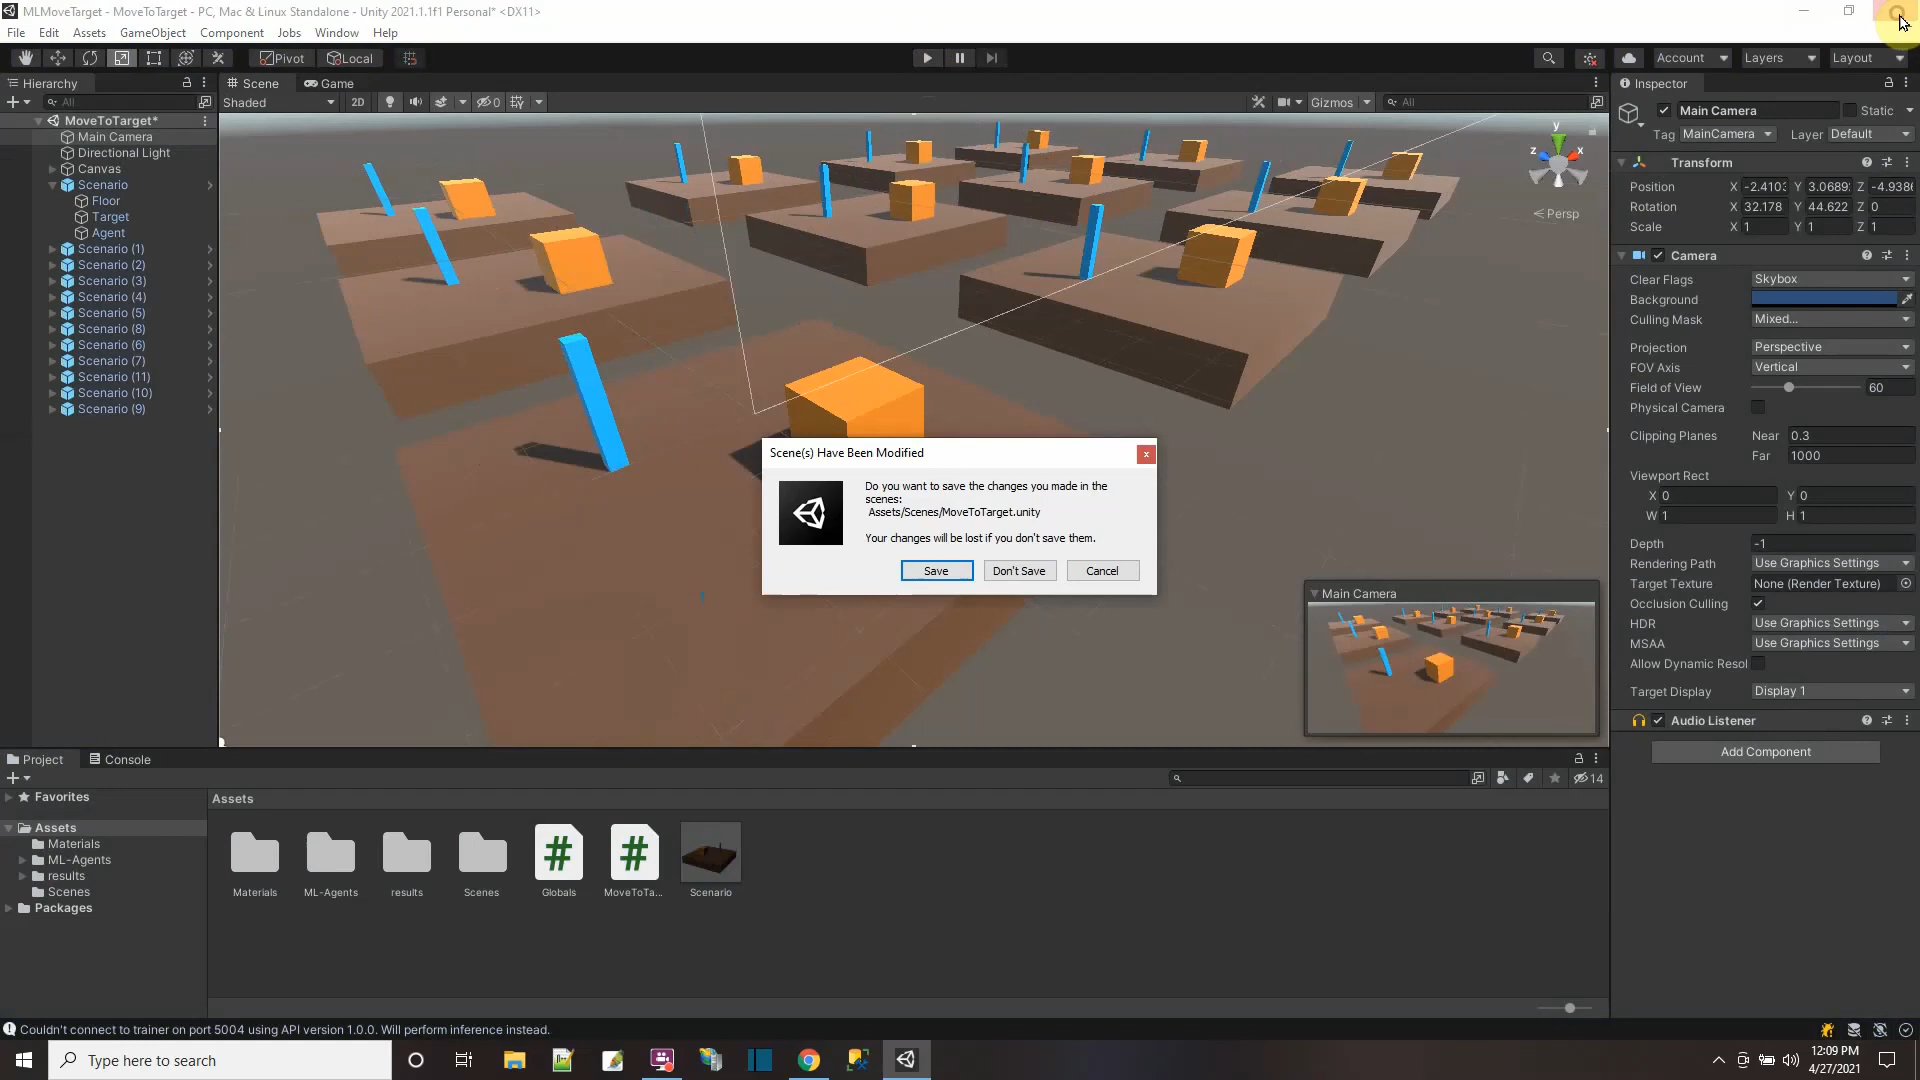 MLMoveTarget - MoveToTarget - PC, Mac & Linux Standalone - Unity 2021.1.1f1 Personal* <DX11>
File Edit Assets GameObject Component Jobs Window Help
Pivot Local Account Layers Layout
Hierarchy
All
MoveToTarget*
Main Camera
Directional Light
Canvas
Scenario
Floor
Target
Agent
Scenario (1)
Scenario (2)
Scenario (3)
Scenario (4)
Scenario (5)
Scenario (8)
Scenario (6)
Scenario (7)
Scenario (11)
Scenario (10)
Scenario (9)
Scene Game
Shaded 2D 0 Gizmos All
y
z x
Persp
Scene(s) Have Been Modified
x
Do you want to save the changes you made in the
scenes:
Assets/Scenes/MoveToTarget.unity
Your changes will be lost if you don't save them.
Save Don't Save Cancel
Main Camera
Inspector
Main Camera Static
Tag MainCamera Layer Default
Transform
Position X -2.4103 Y 3.0689 Z -4.938
Rotation X 32.178 Y 44.622 Z 0
Scale X 1 Y 1 Z 1
Camera
Clear Flags Skybox
Background
Culling Mask Mixed...
Projection Perspective
FOV Axis Vertical
Field of View 60
Physical Camera
Clipping Planes Near 0.3
Far 1000
Viewport Rect
X 0 Y 0
W 1 H 1
Depth -1
Rendering Path Use Graphics Settings
Target Texture None (Render Texture)
Occlusion Culling
HDR Use Graphics Settings
MSAA Use Graphics Settings
Allow Dynamic Resol
Target Display Display 1
Audio Listener
Add Component
Project Console
14
Favorites
Assets
Materials
ML-Agents
results
Scenes
Packages
Assets
Materials ML-Agents results Scenes Globals MoveToTa... Scenario
Couldn't connect to trainer on port 5004 using API version 1.0.0. Will perform inference instead.
Type here to search
12:09 PM
4/27/2021